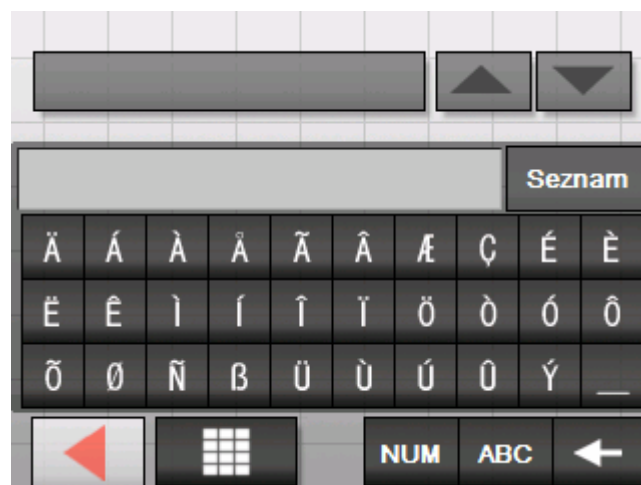 Seznam
Ä Á À Å Ã Â Æ Ç É È
Ë Ê Ì Í Î Ï Ö Ò Ó Ô
Õ Ø Ñ ß Ü Ù Ú Û Ý _
NUM ABC